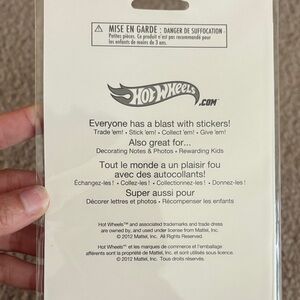 ⚠ MISE EN GARDE : DANGER DE SUFFOCATION -
Petites pièces. Ce produit n'est pas recommandé pour
les enfants de moins de 3 ans.
HOT WHEELS
.COM™
Everyone has a blast with stickers!
Trade 'em! • Stick 'em! • Collect 'em! • Give 'em!
Also great for...
Decorating Notes & Photos • Rewarding Kids
Tout le monde a un plaisir fou
avec des autocollants!
Échangez-les! • Collez-les! • Collectionnez-les! • Donnez-les!
Super aussi pour
Décorer lettres et photos • Récompenser les enfants
Hot Wheels™ and associated trademarks and trade dress
are owned by, and used under license from Mattel, Inc.
© 2012 Mattel, Inc. All Rights Reserved.
Hot Wheels™ et les marques de commerce et l'emballage
afférents sont la propriété de Mattel, Inc. et sont utilisés sous licence.
© 2012 Mattel, Inc. Tous droits réservés.